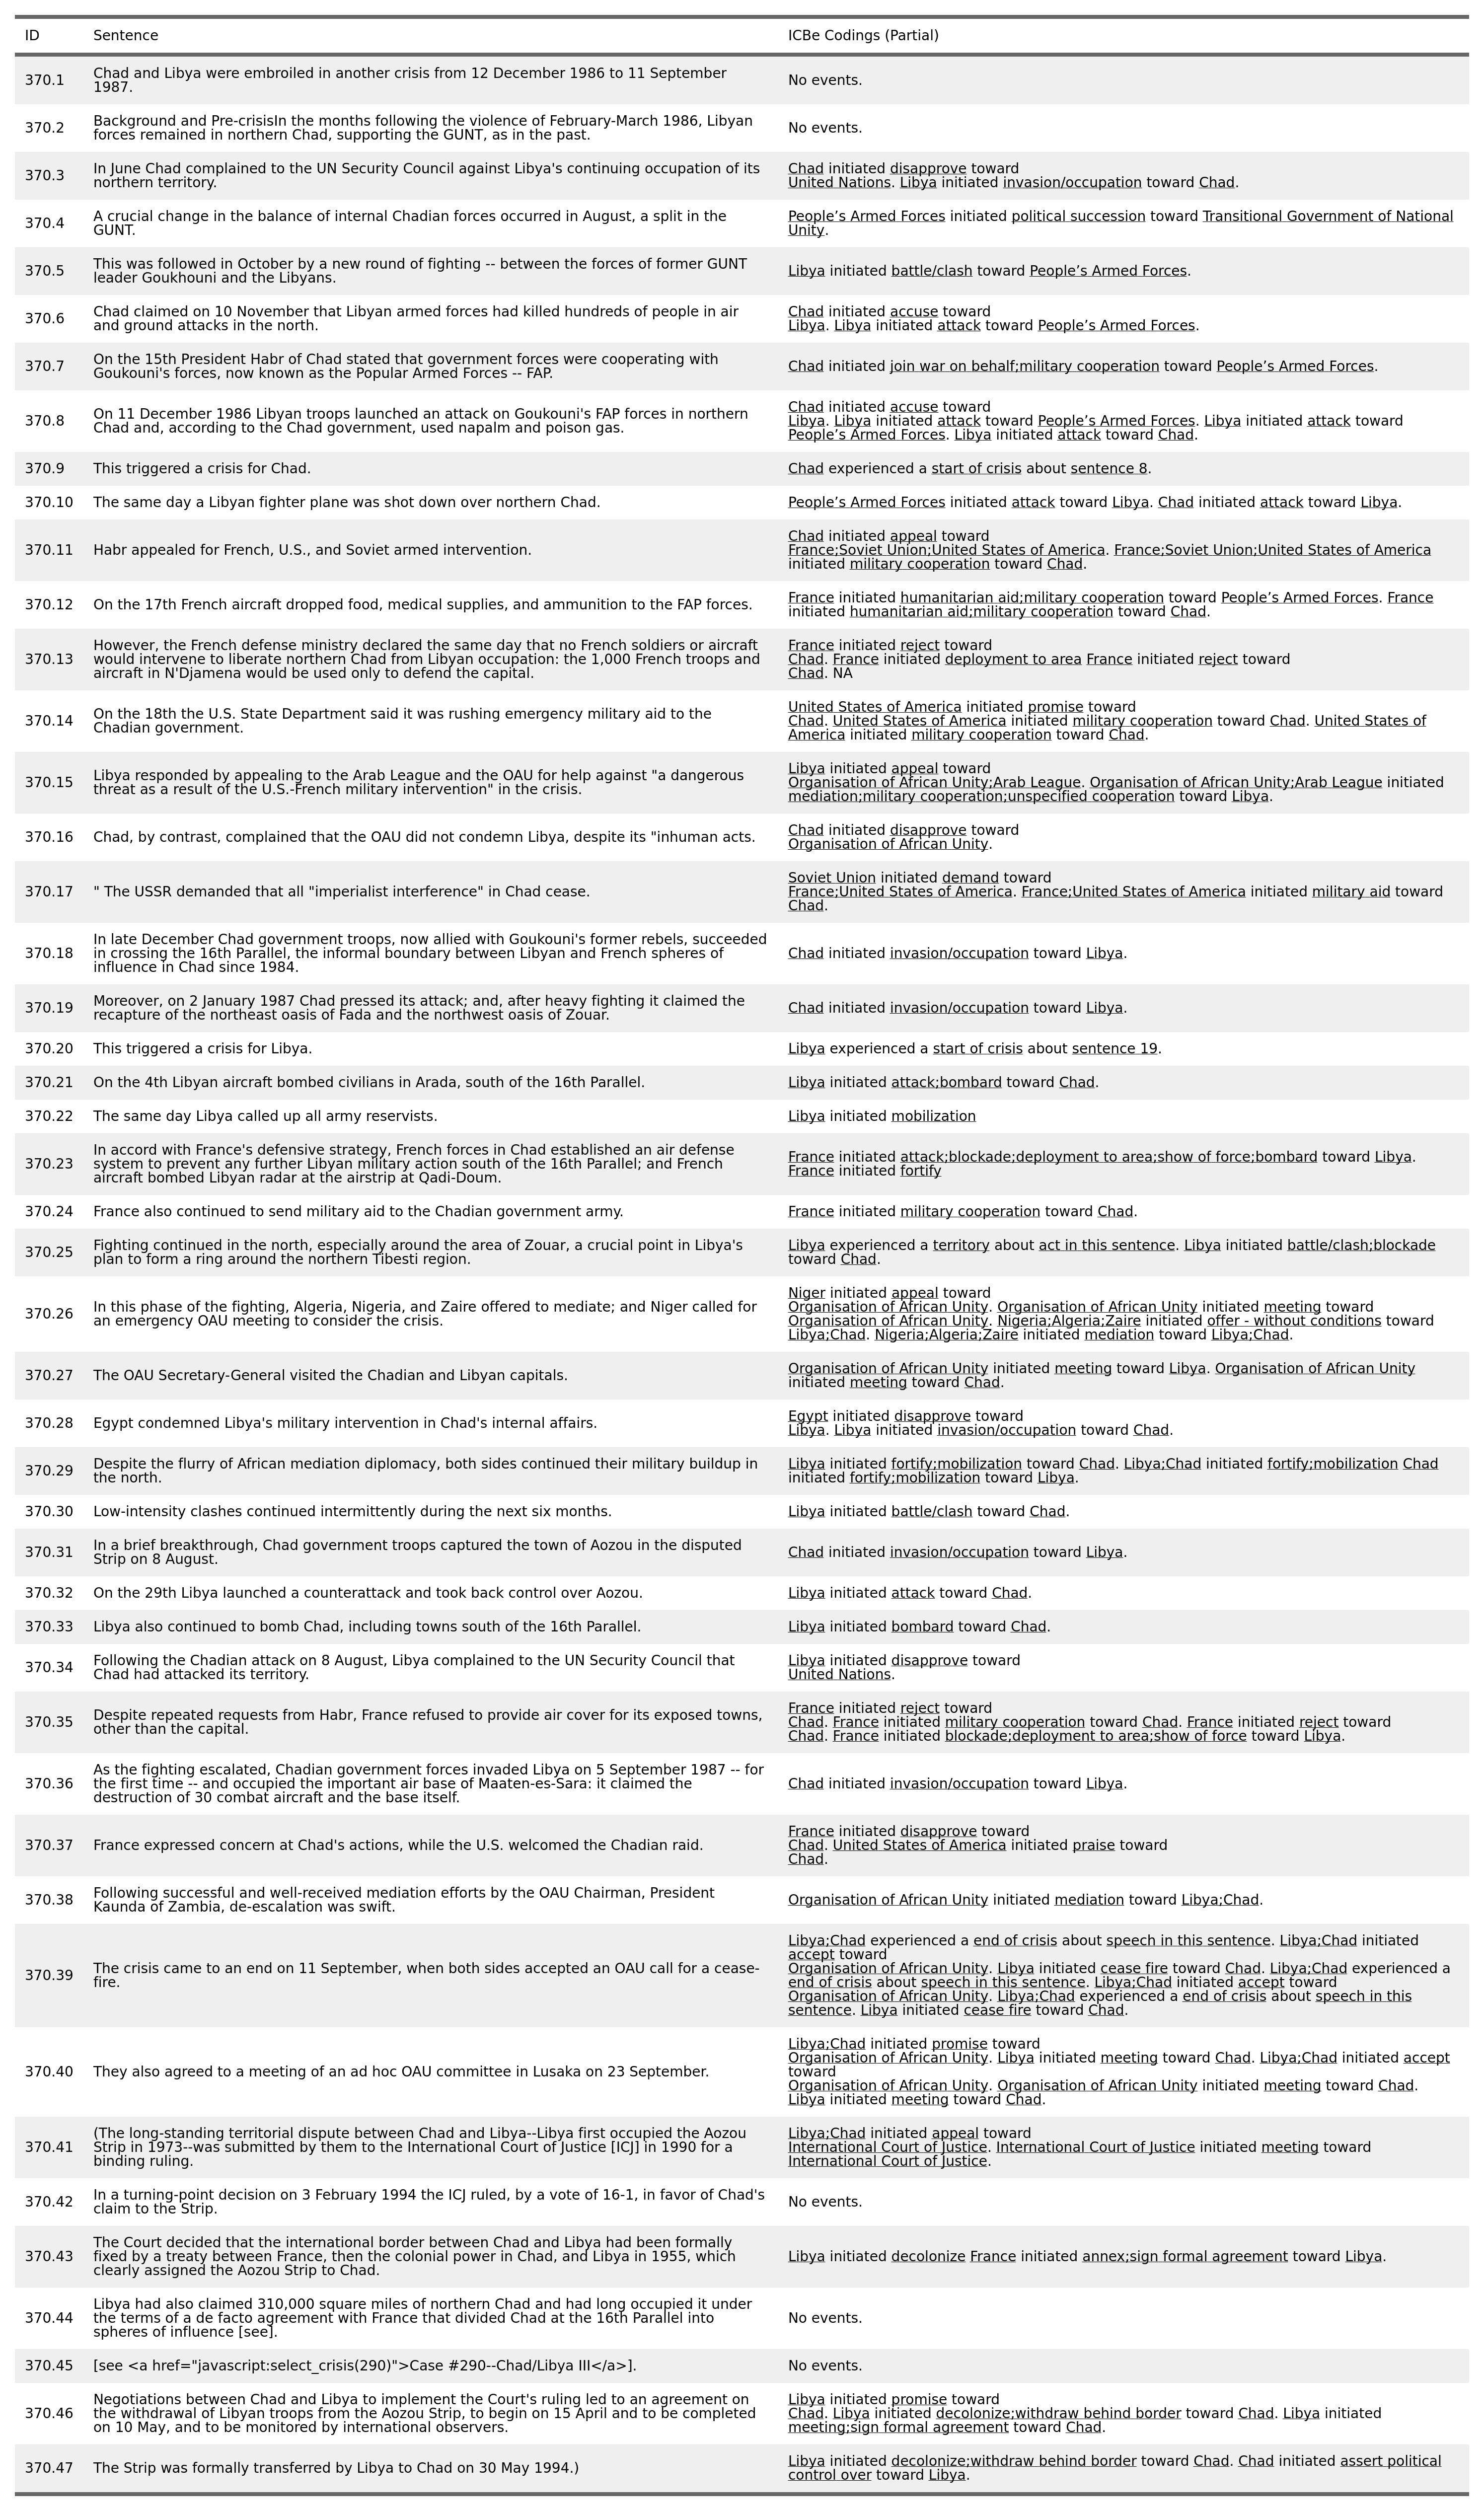 ID Sentence ICBe Codings (Partial)
370.1 Chad and Libya were embroiled in another crisis from 12 December 1986 to 11 September
1987.
No events.
370.2 Background and Pre-crisisIn the months following the violence of February-March 1986, Libyan
forces remained in northern Chad, supporting the GUNT, as in the past.
No events.
370.3 In June Chad complained to the UN Security Council against Libya's continuing occupation of its
northern territory.
Chad initiated disapprove toward
United Nations. Libya initiated invasion/occupation toward Chad.
370.4 A crucial change in the balance of internal Chadian forces occurred in August, a split in the
GUNT.
People’s Armed Forces initiated political succession toward Transitional Government of National
Unity.
370.5 This was followed in October by a new round of fighting -- between the forces of former GUNT
leader Goukhouni and the Libyans.
Libya initiated battle/clash toward People’s Armed Forces.
370.6 Chad claimed on 10 November that Libyan armed forces had killed hundreds of people in air
and ground attacks in the north.
Chad initiated accuse toward
Libya. Libya initiated attack toward People’s Armed Forces.
370.7 On the 15th President Habr of Chad stated that government forces were cooperating with
Goukouni's forces, now known as the Popular Armed Forces -- FAP.
Chad initiated join war on behalf;military cooperation toward People’s Armed Forces.
370.8 On 11 December 1986 Libyan troops launched an attack on Goukouni's FAP forces in northern
Chad and, according to the Chad government, used napalm and poison gas.
Chad initiated accuse toward
Libya. Libya initiated attack toward People’s Armed Forces. Libya initiated attack toward
People’s Armed Forces. Libya initiated attack toward Chad.
370.9 This triggered a crisis for Chad.
Chad experienced a start of crisis about sentence 8.
370.10 The same day a Libyan fighter plane was shot down over northern Chad.
People’s Armed Forces initiated attack toward Libya. Chad initiated attack toward Libya.
370.11 Habr appealed for French, U.S., and Soviet armed intervention.
Chad initiated appeal toward
France;Soviet Union;United States of America. France;Soviet Union;United States of America
initiated military cooperation toward Chad.
370.12 On the 17th French aircraft dropped food, medical supplies, and ammunition to the FAP forces.
France initiated humanitarian aid;military cooperation toward People’s Armed Forces. France
initiated humanitarian aid;military cooperation toward Chad.
370.13 However, the French defense ministry declared the same day that no French soldiers or aircraft
would intervene to liberate northern Chad from Libyan occupation: the 1,000 French troops and
aircraft in N'Djamena would be used only to defend the capital.
France initiated reject toward
Chad. France initiated deployment to area France initiated reject toward
Chad. NA
370.14 On the 18th the U.S. State Department said it was rushing emergency military aid to the
Chadian government.
United States of America initiated promise toward
Chad. United States of America initiated military cooperation toward Chad. United States of
America initiated military cooperation toward Chad.
370.15 Libya responded by appealing to the Arab League and the OAU for help against "a dangerous
threat as a result of the U.S.-French military intervention" in the crisis.
Libya initiated appeal toward
Organisation of African Unity;Arab League. Organisation of African Unity;Arab League initiated
mediation;military cooperation;unspecified cooperation toward Libya.
370.16 Chad, by contrast, complained that the OAU did not condemn Libya, despite its "inhuman acts.
Chad initiated disapprove toward
Organisation of African Unity.
370.17 " The USSR demanded that all "imperialist interference" in Chad cease.
Soviet Union initiated demand toward
France;United States of America. France;United States of America initiated military aid toward
Chad.
370.18 In late December Chad government troops, now allied with Goukouni's former rebels, succeeded
in crossing the 16th Parallel, the informal boundary between Libyan and French spheres of
influence in Chad since 1984.
Chad initiated invasion/occupation toward Libya.
370.19 Moreover, on 2 January 1987 Chad pressed its attack; and, after heavy fighting it claimed the
recapture of the northeast oasis of Fada and the northwest oasis of Zouar.
Chad initiated invasion/occupation toward Libya.
370.20 This triggered a crisis for Libya.
Libya experienced a start of crisis about sentence 19.
370.21 On the 4th Libyan aircraft bombed civilians in Arada, south of the 16th Parallel.
Libya initiated attack;bombard toward Chad.
370.22 The same day Libya called up all army reservists.
Libya initiated mobilization
370.23 In accord with France's defensive strategy, French forces in Chad established an air defense
system to prevent any further Libyan military action south of the 16th Parallel; and French
aircraft bombed Libyan radar at the airstrip at Qadi-Doum.
France initiated attack;blockade;deployment to area;show of force;bombard toward Libya.
France initiated fortify
370.24 France also continued to send military aid to the Chadian government army.
France initiated military cooperation toward Chad.
370.25 Fighting continued in the north, especially around the area of Zouar, a crucial point in Libya's
plan to form a ring around the northern Tibesti region.
Libya experienced a territory about act in this sentence. Libya initiated battle/clash;blockade
toward Chad.
370.26 In this phase of the fighting, Algeria, Nigeria, and Zaire offered to mediate; and Niger called for
an emergency OAU meeting to consider the crisis.
Niger initiated appeal toward
Organisation of African Unity. Organisation of African Unity initiated meeting toward
Organisation of African Unity. Nigeria;Algeria;Zaire initiated offer - without conditions toward
Libya;Chad. Nigeria;Algeria;Zaire initiated mediation toward Libya;Chad.
370.27 The OAU Secretary-General visited the Chadian and Libyan capitals.
Organisation of African Unity initiated meeting toward Libya. Organisation of African Unity
initiated meeting toward Chad.
370.28 Egypt condemned Libya's military intervention in Chad's internal affairs.
Egypt initiated disapprove toward
Libya. Libya initiated invasion/occupation toward Chad.
370.29 Despite the flurry of African mediation diplomacy, both sides continued their military buildup in
the north.
Libya initiated fortify;mobilization toward Chad. Libya;Chad initiated fortify;mobilization Chad
initiated fortify;mobilization toward Libya.
370.30 Low-intensity clashes continued intermittently during the next six months.
Libya initiated battle/clash toward Chad.
370.31 In a brief breakthrough, Chad government troops captured the town of Aozou in the disputed
Strip on 8 August.
Chad initiated invasion/occupation toward Libya.
370.32 On the 29th Libya launched a counterattack and took back control over Aozou.
Libya initiated attack toward Chad.
370.33 Libya also continued to bomb Chad, including towns south of the 16th Parallel.
Libya initiated bombard toward Chad.
370.34 Following the Chadian attack on 8 August, Libya complained to the UN Security Council that
Chad had attacked its territory.
Libya initiated disapprove toward
United Nations.
370.35 Despite repeated requests from Habr, France refused to provide air cover for its exposed towns,
other than the capital.
France initiated reject toward
Chad. France initiated military cooperation toward Chad. France initiated reject toward
Chad. France initiated blockade;deployment to area;show of force toward Libya.
370.36 As the fighting escalated, Chadian government forces invaded Libya on 5 September 1987 -- for
the first time -- and occupied the important air base of Maaten-es-Sara: it claimed the
destruction of 30 combat aircraft and the base itself.
Chad initiated invasion/occupation toward Libya.
370.37 France expressed concern at Chad's actions, while the U.S. welcomed the Chadian raid.
France initiated disapprove toward
Chad. United States of America initiated praise toward
Chad.
370.38 Following successful and well-received mediation efforts by the OAU Chairman, President
Kaunda of Zambia, de-escalation was swift.
Organisation of African Unity initiated mediation toward Libya;Chad.
370.39 The crisis came to an end on 11 September, when both sides accepted an OAU call for a cease-
fire.
Libya;Chad experienced a end of crisis about speech in this sentence. Libya;Chad initiated
accept toward
Organisation of African Unity. Libya initiated cease fire toward Chad. Libya;Chad experienced a
end of crisis about speech in this sentence. Libya;Chad initiated accept toward
Organisation of African Unity. Libya;Chad experienced a end of crisis about speech in this
sentence. Libya initiated cease fire toward Chad.
370.40 They also agreed to a meeting of an ad hoc OAU committee in Lusaka on 23 September.
Libya;Chad initiated promise toward
Organisation of African Unity. Libya initiated meeting toward Chad. Libya;Chad initiated accept
toward
Organisation of African Unity. Organisation of African Unity initiated meeting toward Chad.
Libya initiated meeting toward Chad.
370.41 (The long-standing territorial dispute between Chad and Libya--Libya first occupied the Aozou
Strip in 1973--was submitted by them to the International Court of Justice [ICJ] in 1990 for a
binding ruling.
Libya;Chad initiated appeal toward
International Court of Justice. International Court of Justice initiated meeting toward
International Court of Justice.
370.42 In a turning-point decision on 3 February 1994 the ICJ ruled, by a vote of 16-1, in favor of Chad's
claim to the Strip.
No events.
370.43 The Court decided that the international border between Chad and Libya had been formally
fixed by a treaty between France, then the colonial power in Chad, and Libya in 1955, which
clearly assigned the Aozou Strip to Chad.
Libya initiated decolonize France initiated annex;sign formal agreement toward Libya.
370.44 Libya had also claimed 310,000 square miles of northern Chad and had long occupied it under
the terms of a de facto agreement with France that divided Chad at the 16th Parallel into
spheres of influence [see].
No events.
370.45 [see <a href="javascript:select_crisis(290)">Case #290--Chad/Libya III</a>].
No events.
370.46 Negotiations between Chad and Libya to implement the Court's ruling led to an agreement on
the withdrawal of Libyan troops from the Aozou Strip, to begin on 15 April and to be completed
on 10 May, and to be monitored by international observers.
Libya initiated promise toward
Chad. Libya initiated decolonize;withdraw behind border toward Chad. Libya initiated
meeting;sign formal agreement toward Chad.
370.47 The Strip was formally transferred by Libya to Chad on 30 May 1994.)
Libya initiated decolonize;withdraw behind border toward Chad. Chad initiated assert political
control over toward Libya.